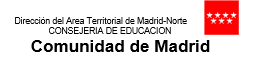 Dirección del Area Territorial de Madrid-Norte
CONSEJERIA DE EDUCACION
Comunidad de Madrid